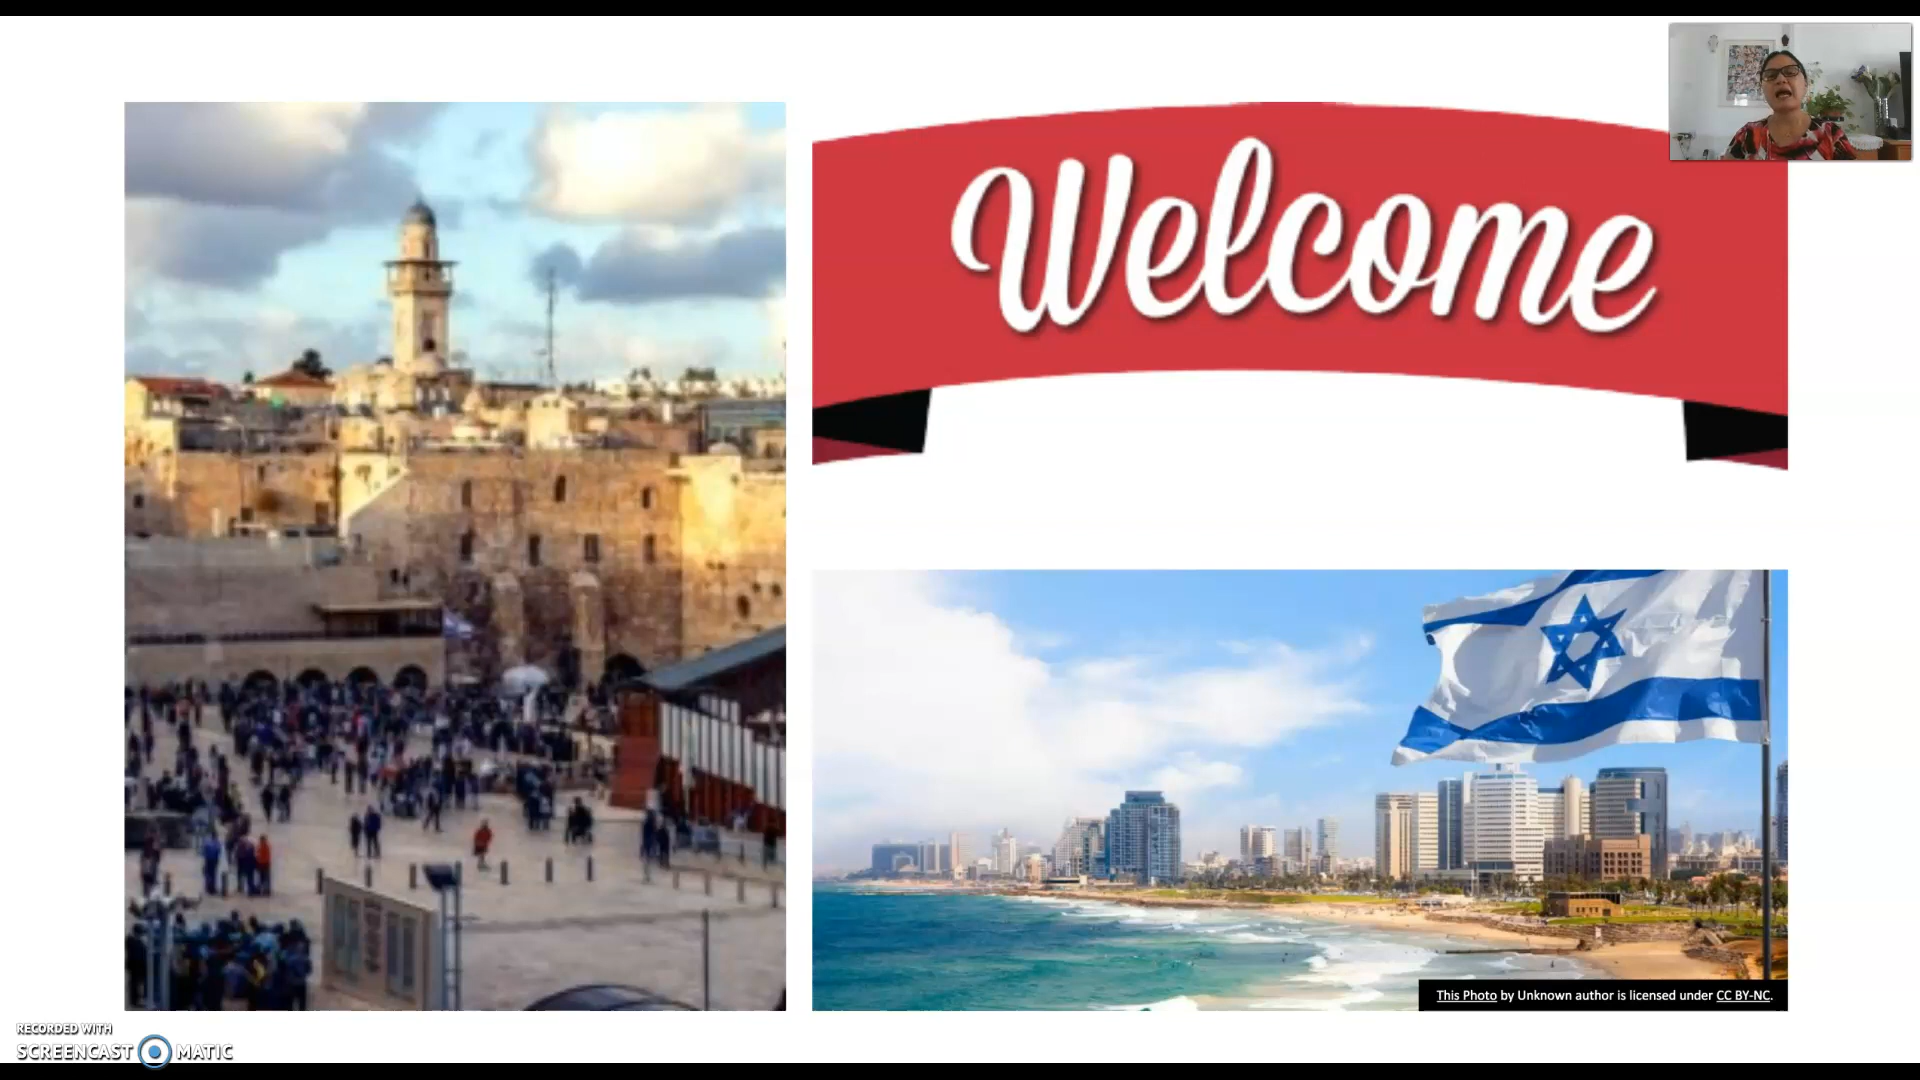 Welcome
This Photo by Unknown author is licensed under CC BY-NC.
RECORDED WITH
SCREENCAST MATIC